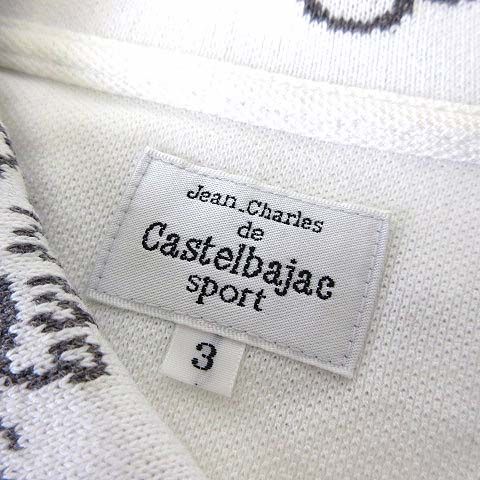 Jean-Charles
de
Castelbajac
sport
3